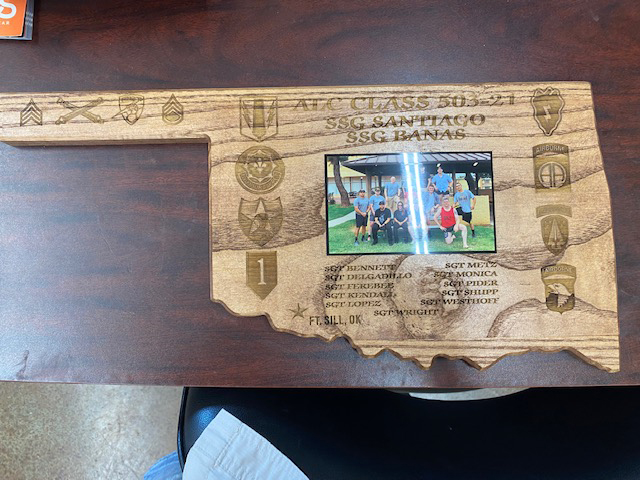 S
ALC CLASS 503-21
SSG SANTIAGO
SSG BANAS
AIRBORNE
AIRBORNE
1
SGT BENNETT
SGT DELGADILLO
SGT FEREBEE
SGT KENDALL
SGT LOPEZ
SGT METZ
SGT MONICA
SGT PIDER
SGT SHUPP
SGT WESTHOFF
SGT WRIGHT
FT. SILL, OK